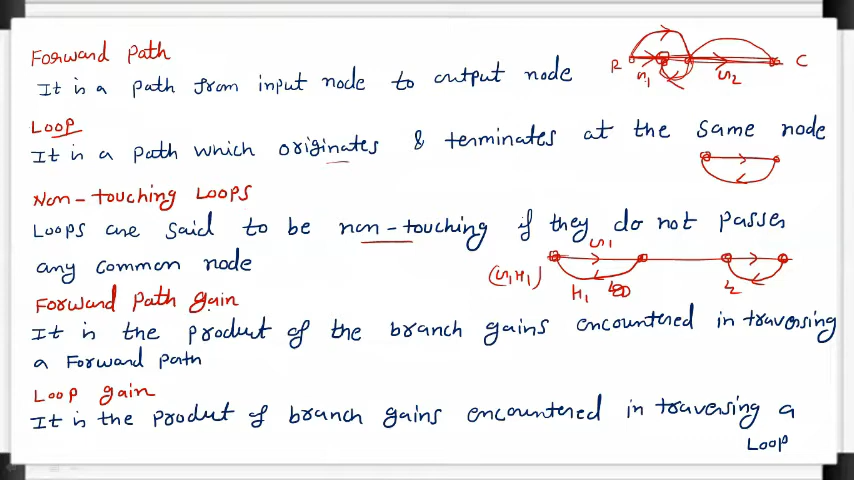 Forward Path
It is a path from input node to output node
R G1 G2 C
Loop
It is a path which originates & terminates at the same node
Non-touching Loops
Loops are said to be non-touching if they do not passes
any common node
G1
(G1H1) H1 L2
Forward Path gain
It is the product of the branch gains encountered in traversing
a Forward path
Loop gain
It is the product of branch gains encountered in traversing a
Loop